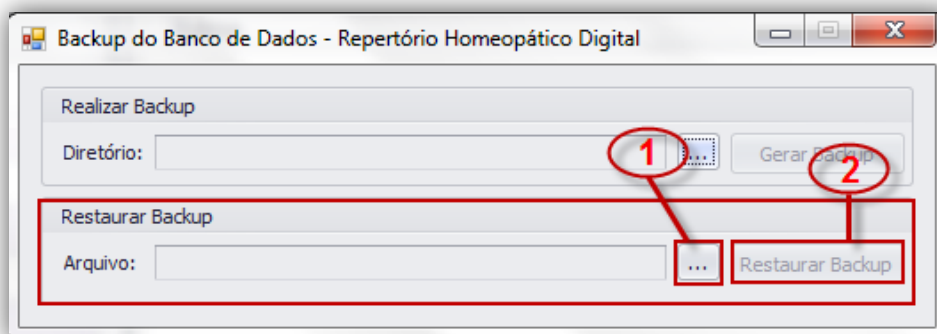 Backup do Banco de Dados - Repertório Homeopático Digital
Realizar Backup
Diretório:
1
...
Gerar Backup
2
Restaurar Backup
Arquivo:
...
Restaurar Backup